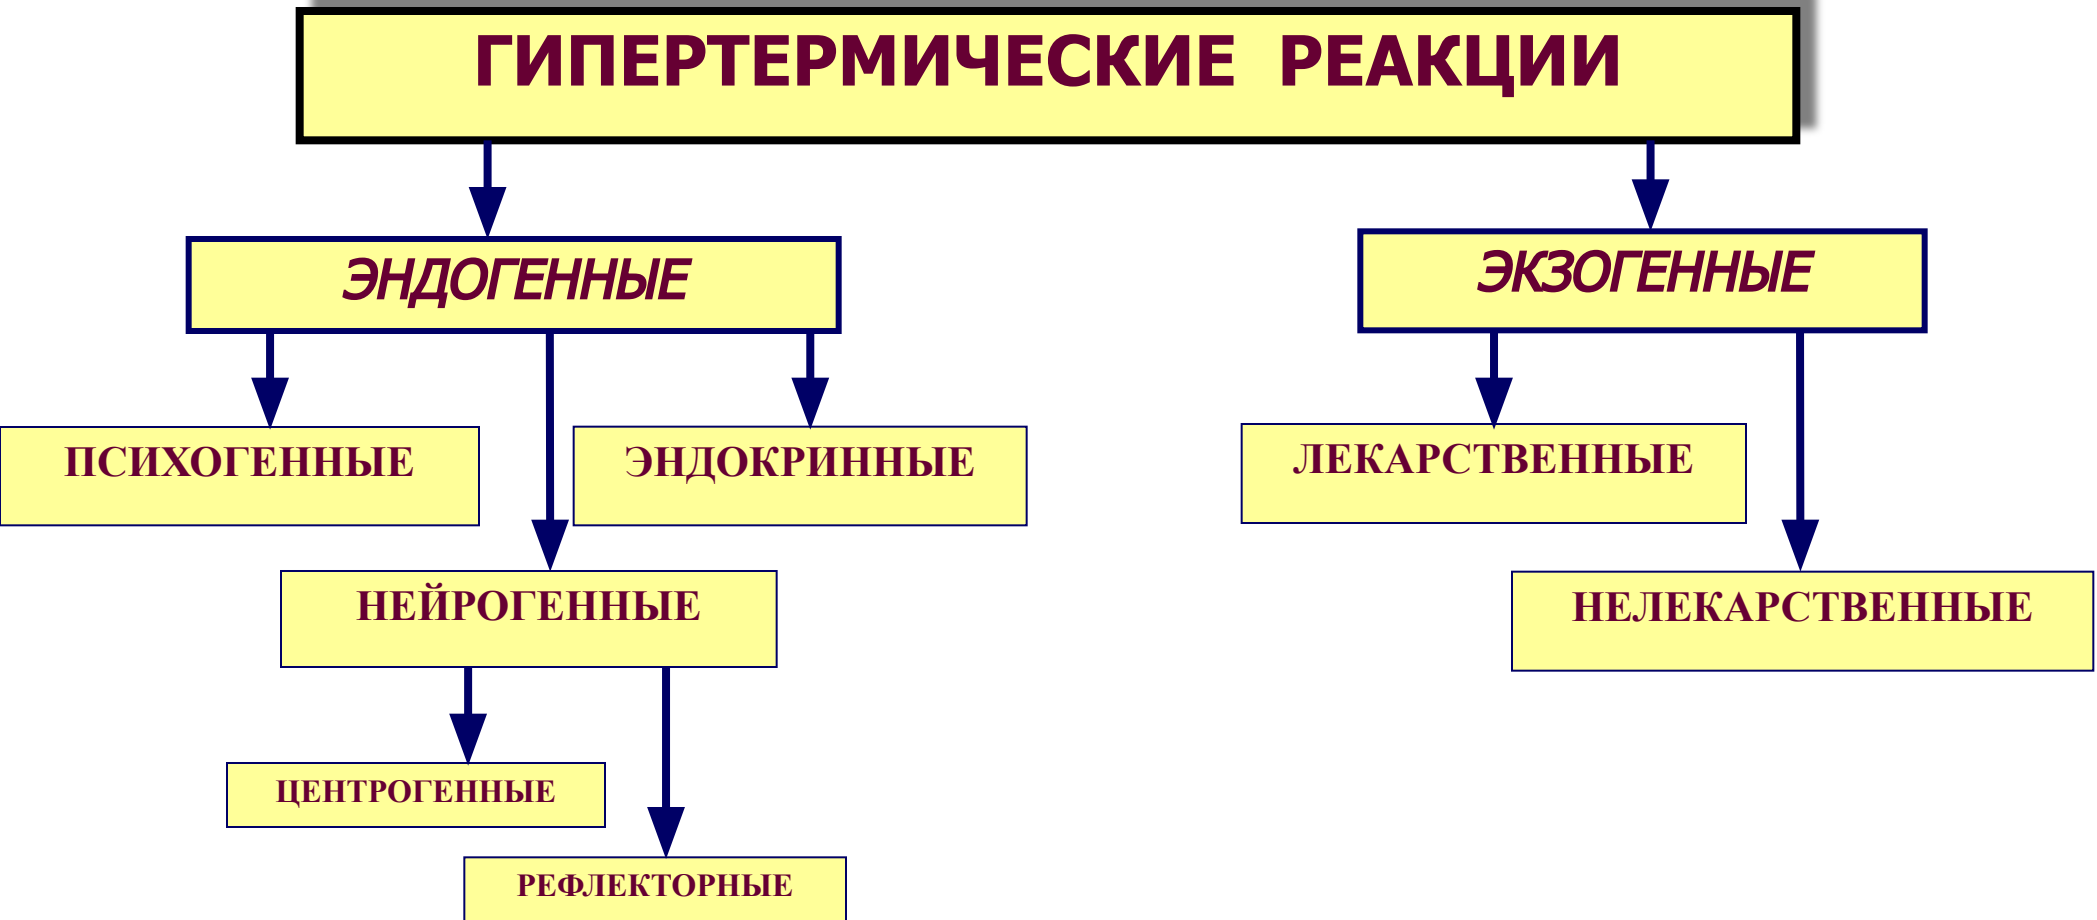 ГИПЕРТЕРМИЧЕСКИЕ РЕАКЦИИ
ЭНДОГЕННЫЕ
ЭКЗОГЕННЫЕ
ПСИХОГЕННЫЕ
ЭНДОКРИННЫЕ
ЛЕКАРСТВЕННЫЕ
НЕЙРОГЕННЫЕ
НЕЛЕКАРСТВЕННЫЕ
ЦЕНТРОГЕННЫЕ
РЕФЛЕКТОРНЫЕ